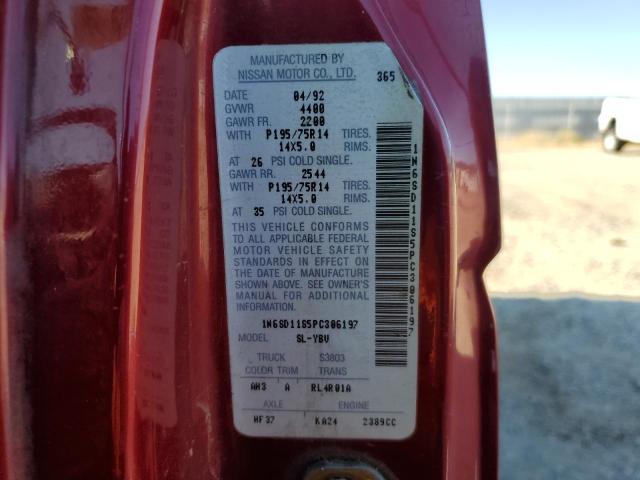 MANUFACTURED BY
NISSAN MOTOR CO., LTD. 365
DATE 04/92
GVWR 4400
GAWR FR. 2200
WITH P195/75R14 TIRES.
14X5.0 RIMS.
AT 26 PSI COLD SINGLE.
GAWR RR. 2544
WITH P195/75R14 TIRES.
14X5.0 RIMS.
AT 35 PSI COLD SINGLE.
THIS VEHICLE CONFORMS
TO ALL APPLICABLE FEDERAL
MOTOR VEHICLE SAFETY
STANDARDS IN EFFECT ON
THE DATE OF MANUFACTURE
SHOWN ABOVE. SEE OWNER'S
MANUAL FOR ADDITIONAL
INFORMATION.
1N6SD11S5PC306197
MODEL SL-YBV
TRUCK S3803
COLOR TRIM TRANS
AH3 A RL4R01A
AXLE ENGINE
HF37 KA24 2389CC
1N6SD11S5PC306197